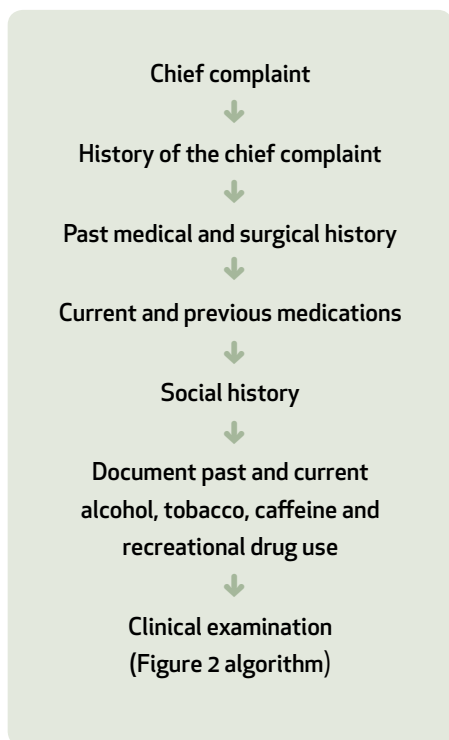 Chief complaint
History of the chief complaint
Past medical and surgical history
Current and previous medications
Social history
Document past and current
alcohol, tobacco, caffeine and
recreational drug use
Clinical examination
(Figure 2 algorithm)